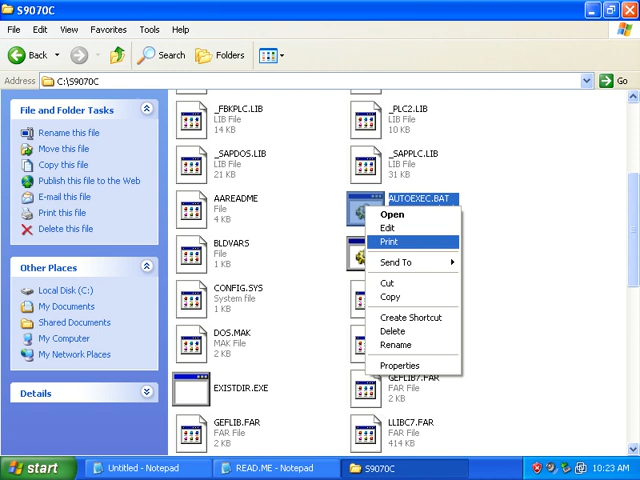 S9070C
File Edit View Favorites Tools Help
Back Search Folders
Address C:\S9070C Go
File and Folder Tasks
Rename this file
Move this file
Copy this file
Publish this file to the Web
E-mail this file
Print this file
Delete this file
Other Places
Local Disk (C:)
My Documents
Shared Documents
My Computer
My Network Places
Details
_FBKPLC.LIB
LIB File
14 KB
_PLC2.LIB
LIB File
10 KB
_SAPDOS.LIB
LIB File
21 KB
_SAPPLC.LIB
LIB File
31 KB
AAREADME
File
4 KB
AUTOEXEC.BAT
BLDVARS
File
1 KB
CONFIG.SYS
System file
1 KB
DOS.MAK
MAK File
2 KB
EXISTDIR.EXE
GEFLIB7.FAR
FAR File
2 KB
GEFLIB.FAR
FAR File
2 KB
LLIBC7.FAR
FAR File
414 KB
Open
Edit
Print
Send To
Cut
Copy
Create Shortcut
Delete
Rename
Properties
start Untitled - Notepad READ.ME - Notepad S9070C 10:23 AM